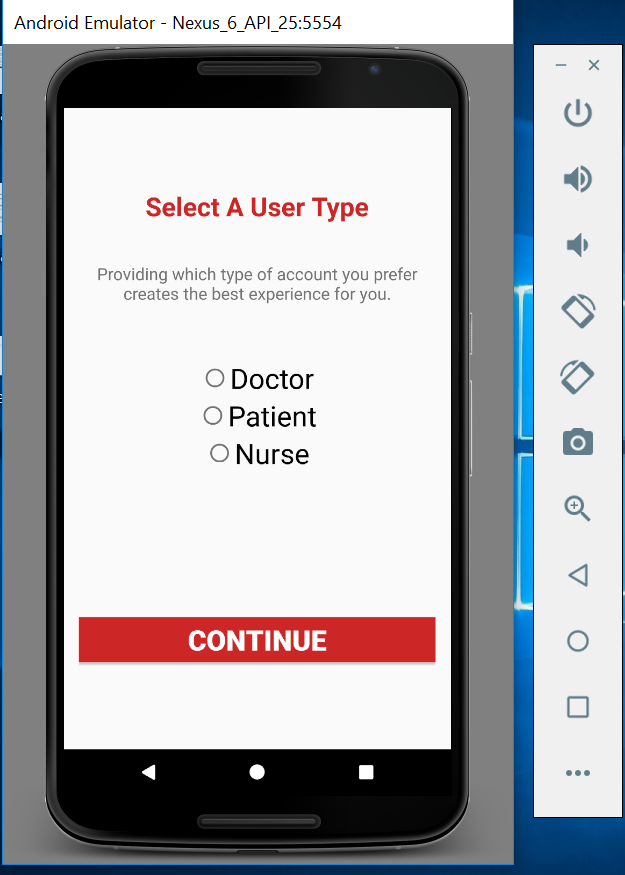 Android Emulator - Nexus_6_API_25:5554
Select A User Type
Providing which type of account you prefer
creates the best experience for you.
Doctor
Patient
Nurse
CONTINUE